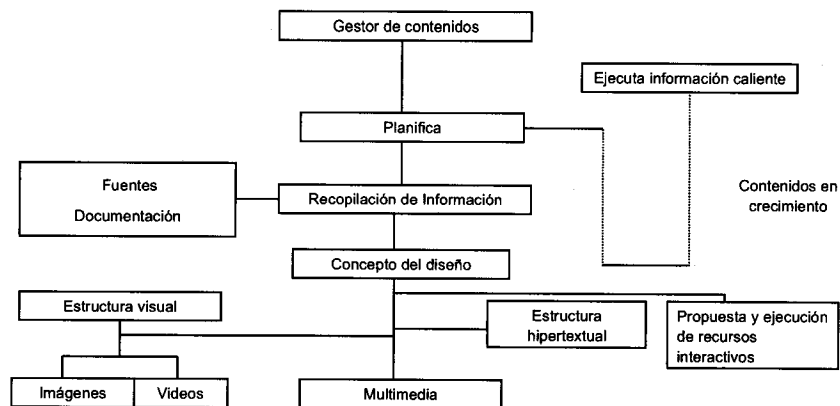 Gestor de contenidos
Ejecuta información caliente
Planifica
Fuentes
Documentación
Recopilación de Información
Contenidos en
crecimiento
Concepto del diseño
Estructura visual
Estructura
hipertextual
Propuesta y ejecución
de recursos
interactivos
Imágenes
Videos
Multimedia